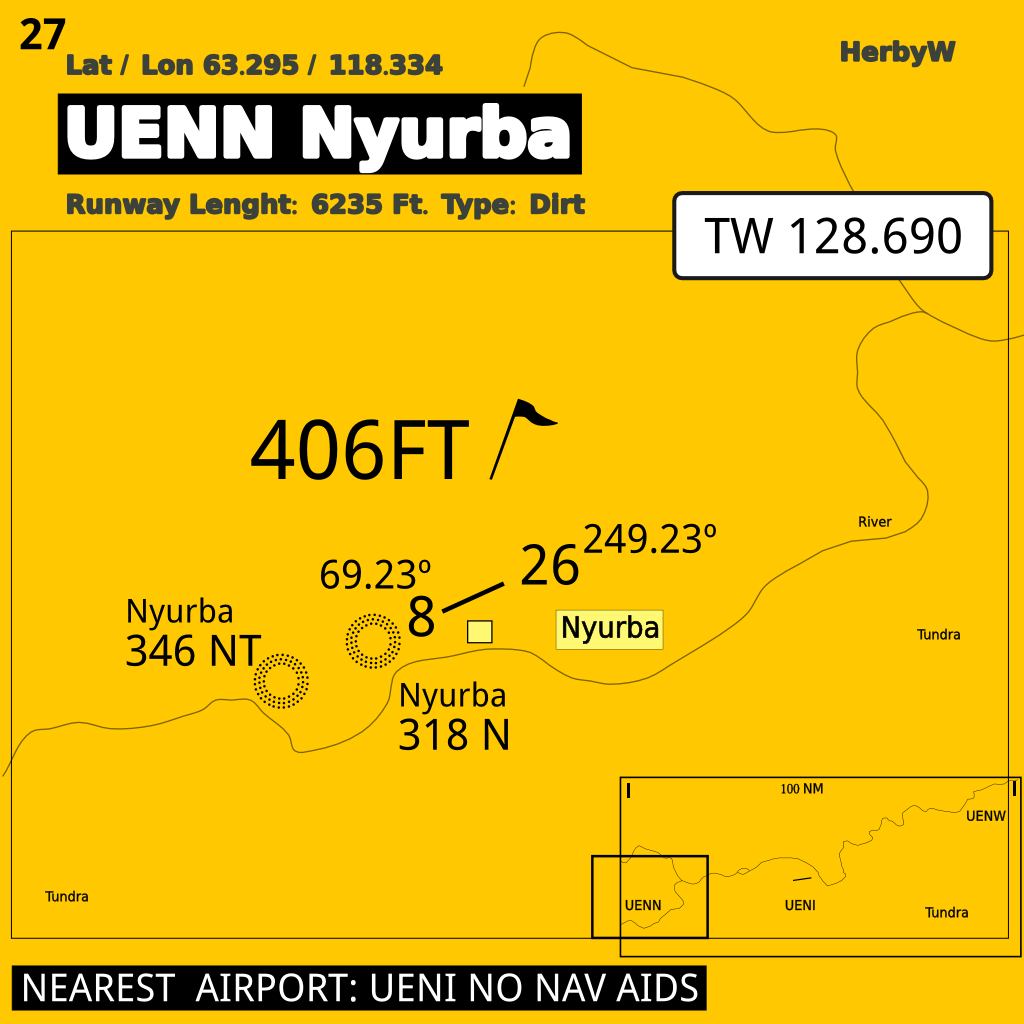 27
Lat / Lon 63.295 / 118.334
HerbyW
UENN Nyurba
Runway Lenght: 6235 Ft. Type: Dirt
TW 128.690
406FT
River
249.23º
26
69.23º
8
Nyurba
346 NT
Nyurba
Tundra
Nyurba
318 N
100 NM
UENW
Tundra
UENN
UENI
Tundra
NEAREST AIRPORT: UENI NO NAV AIDS